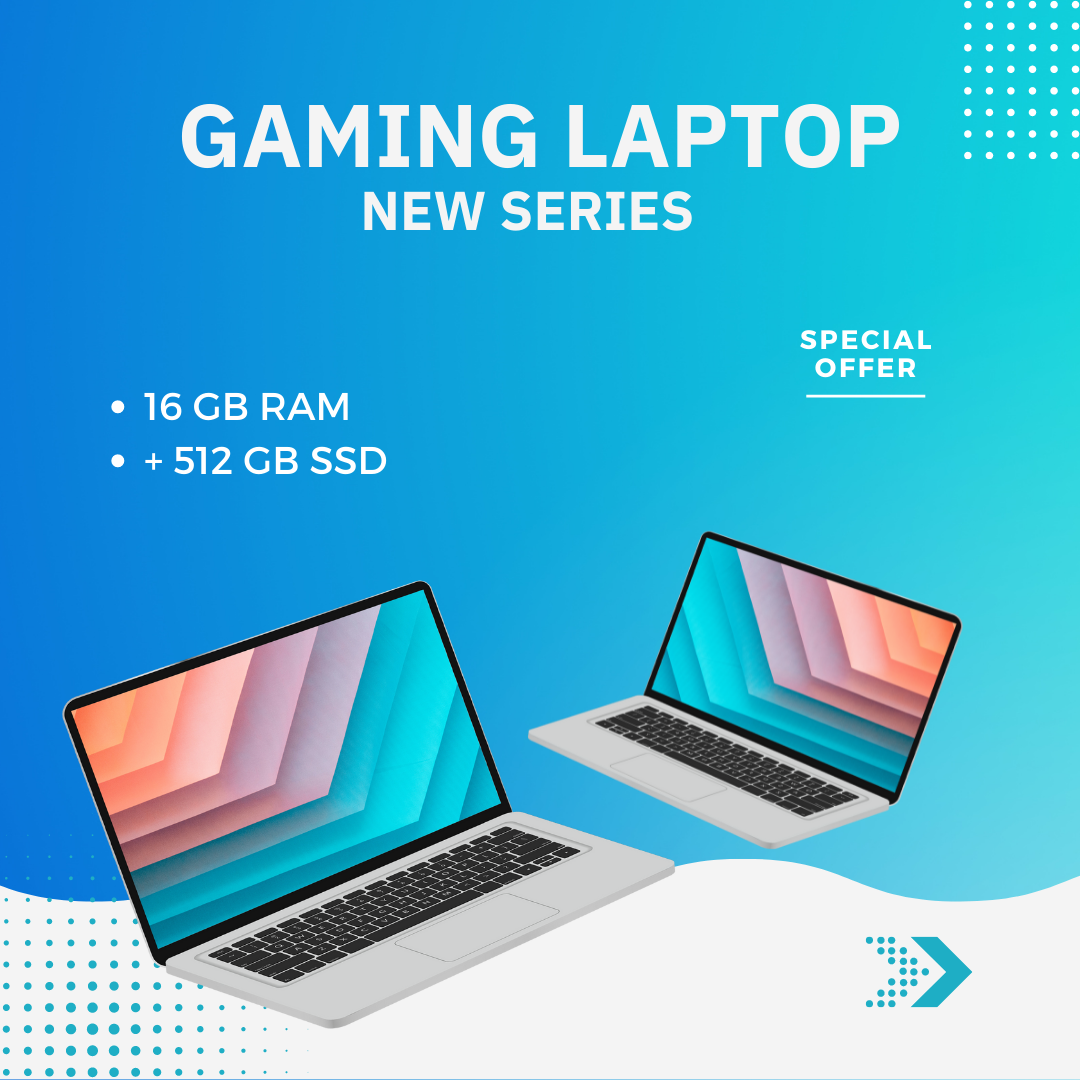 GAMING LAPTOP
NEW SERIES
SPECIAL
OFFER
16 GB RAM
+ 512 GB SSD